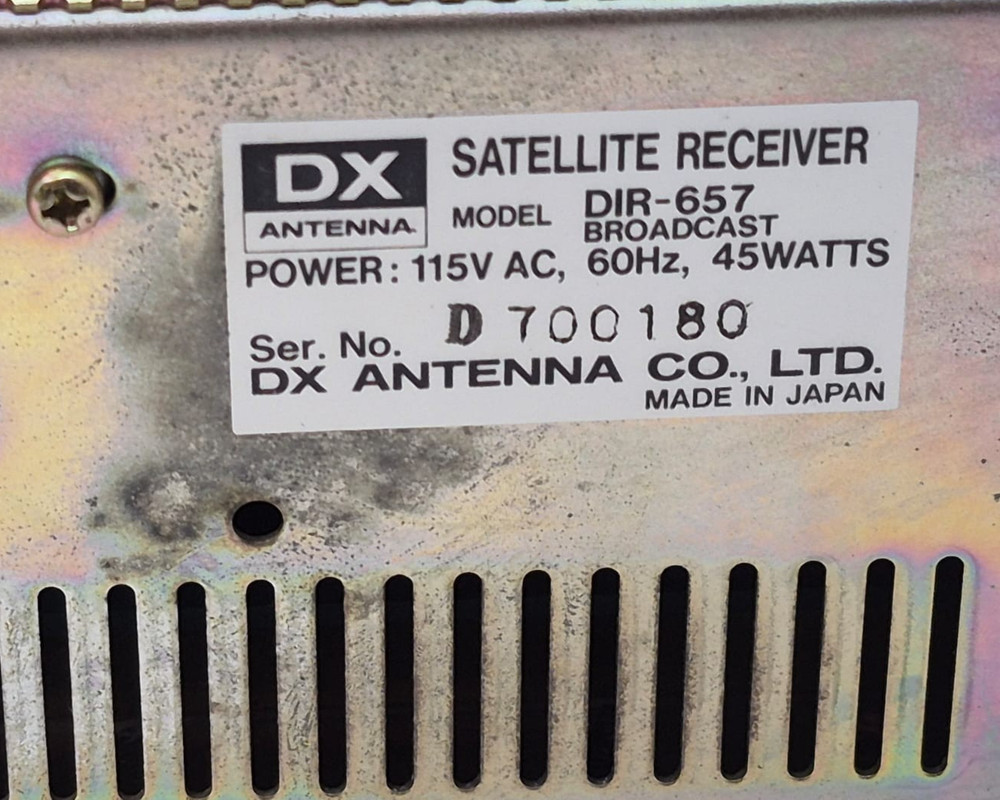 DX
ANTENNA
SATELLITE RECEIVER
MODEL DIR-657
BROADCAST
POWER: 115V AC, 60Hz, 45WATTS
Ser. No. D 700180
DX ANTENNA CO., LTD.
MADE IN JAPAN